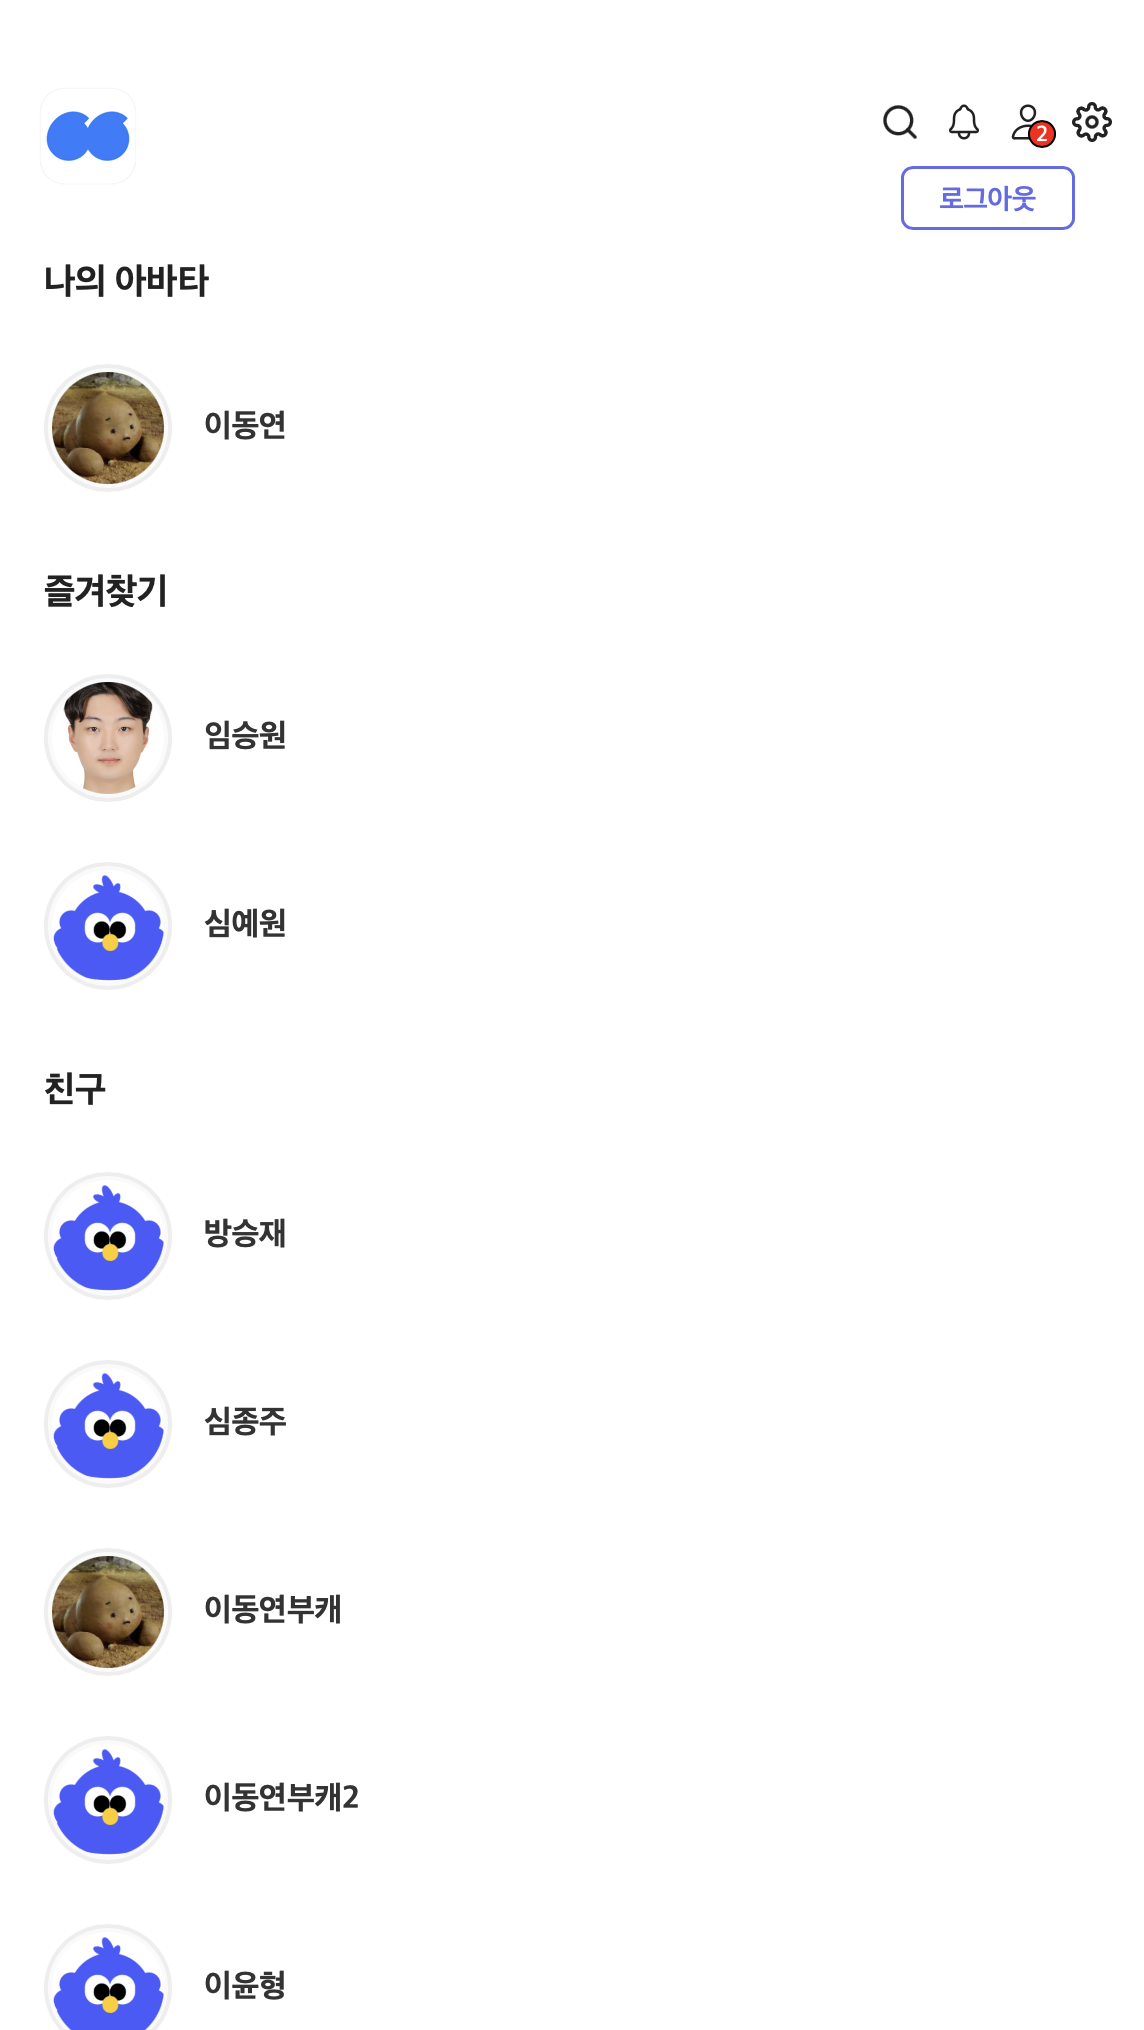 2
로그아웃
나의 아바타
이동연
즐겨찾기
임승원
심예원
친구
방승재
심종주
이동연부캐
이동연부캐2
이윤형